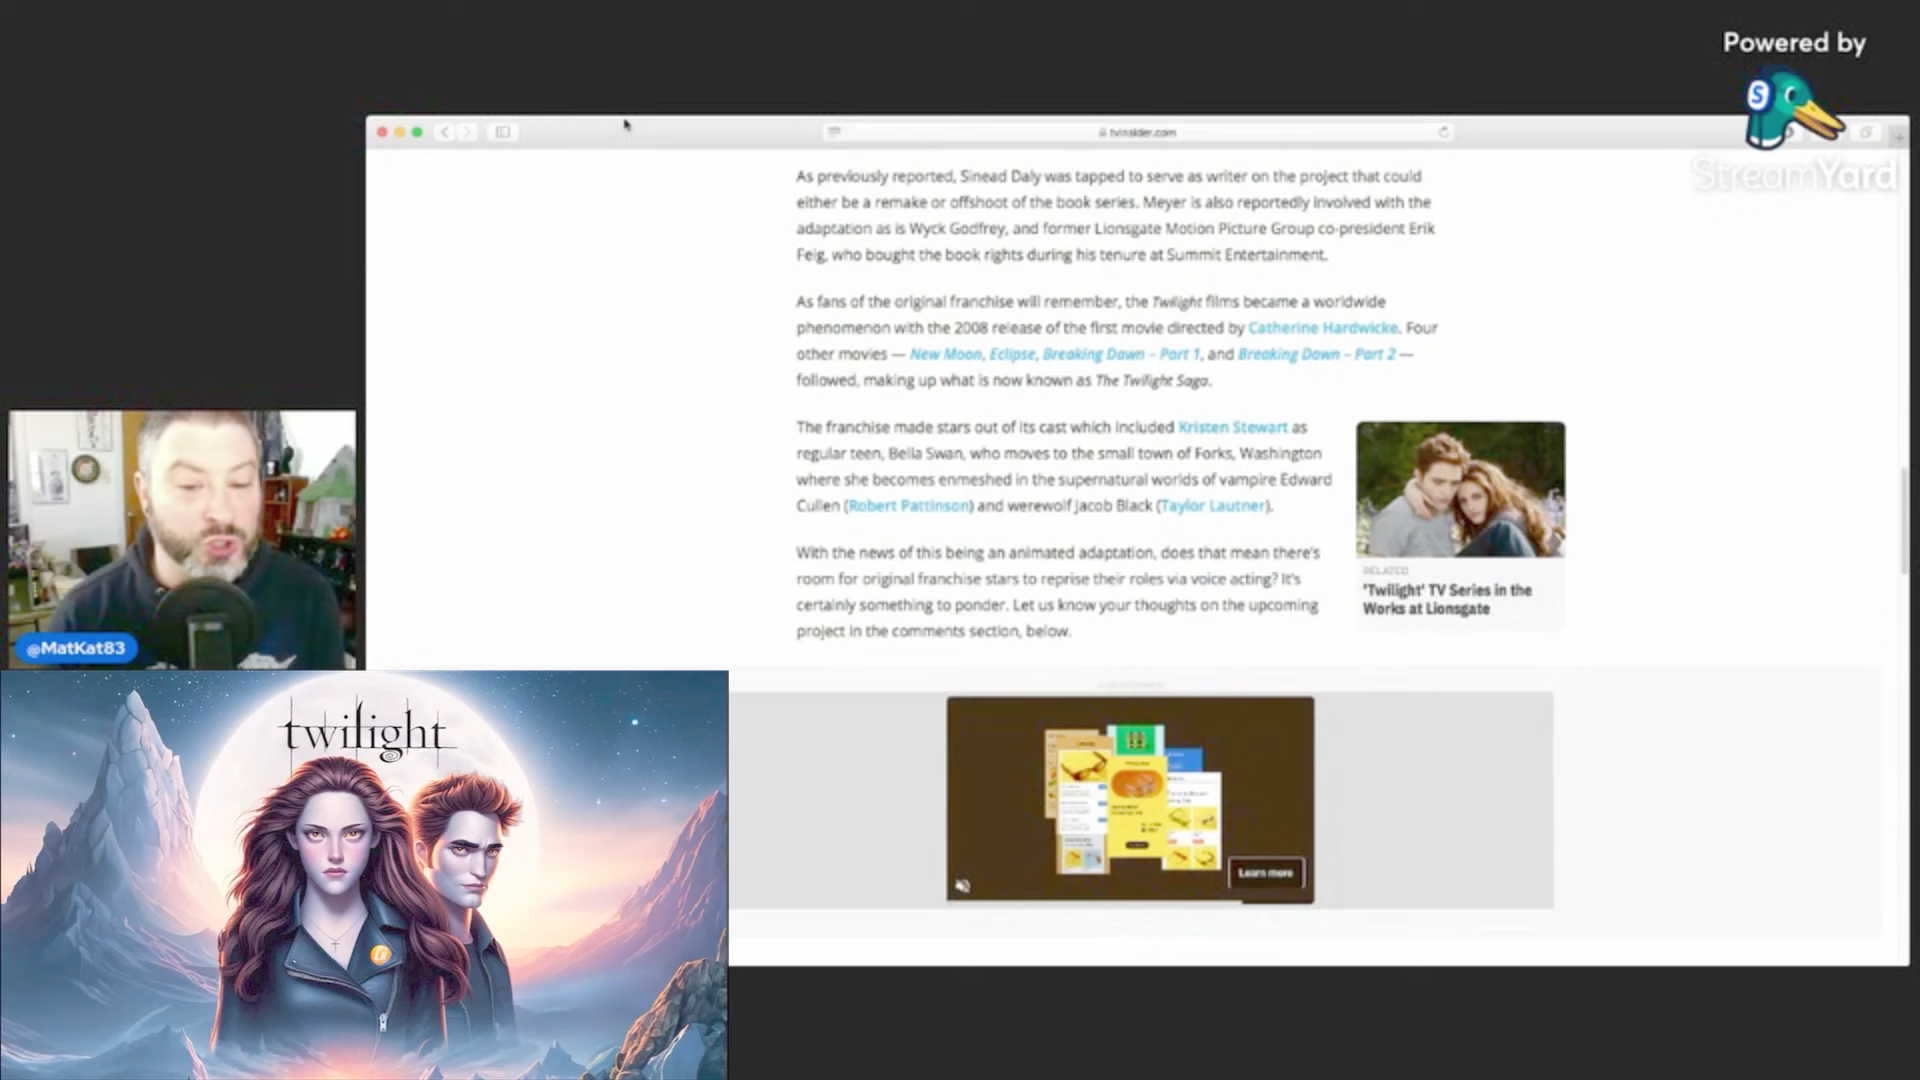 Powered by
StreamYard
tvinsider.com
As previously reported, Sinead Daly was tapped to serve as writer on the project that could
either be a remake or offshoot of the book series. Meyer is also reportedly involved with the
adaptation as is Wyck Godfrey, and former Lionsgate Motion Picture Group co-president Erik
Feig, who bought the book rights during his tenure at Summit Entertainment.
As fans of the original franchise will remember, the Twilight films became a worldwide
phenomenon with the 2008 release of the first movie directed by Catherine Hardwicke. Four
other movies — New Moon, Eclipse, Breaking Dawn – Part 1, and Breaking Dawn – Part 2 —
followed, making up what is now known as The Twilight Saga.
The franchise made stars out of its cast which included Kristen Stewart as
regular teen, Bella Swan, who moves to the small town of Forks, Washington
where she becomes enmeshed in the supernatural worlds of vampire Edward
Cullen (Robert Pattinson) and werewolf Jacob Black (Taylor Lautner).
With the news of this being an animated adaptation, does that mean there's
room for original franchise stars to reprise their roles via voice acting? It's
certainly something to ponder. Let us know your thoughts on the upcoming
project in the comments section, below.
RELATED
'Twilight' TV Series in the
Works at Lionsgate
@MatKat83
twilight
Learn more